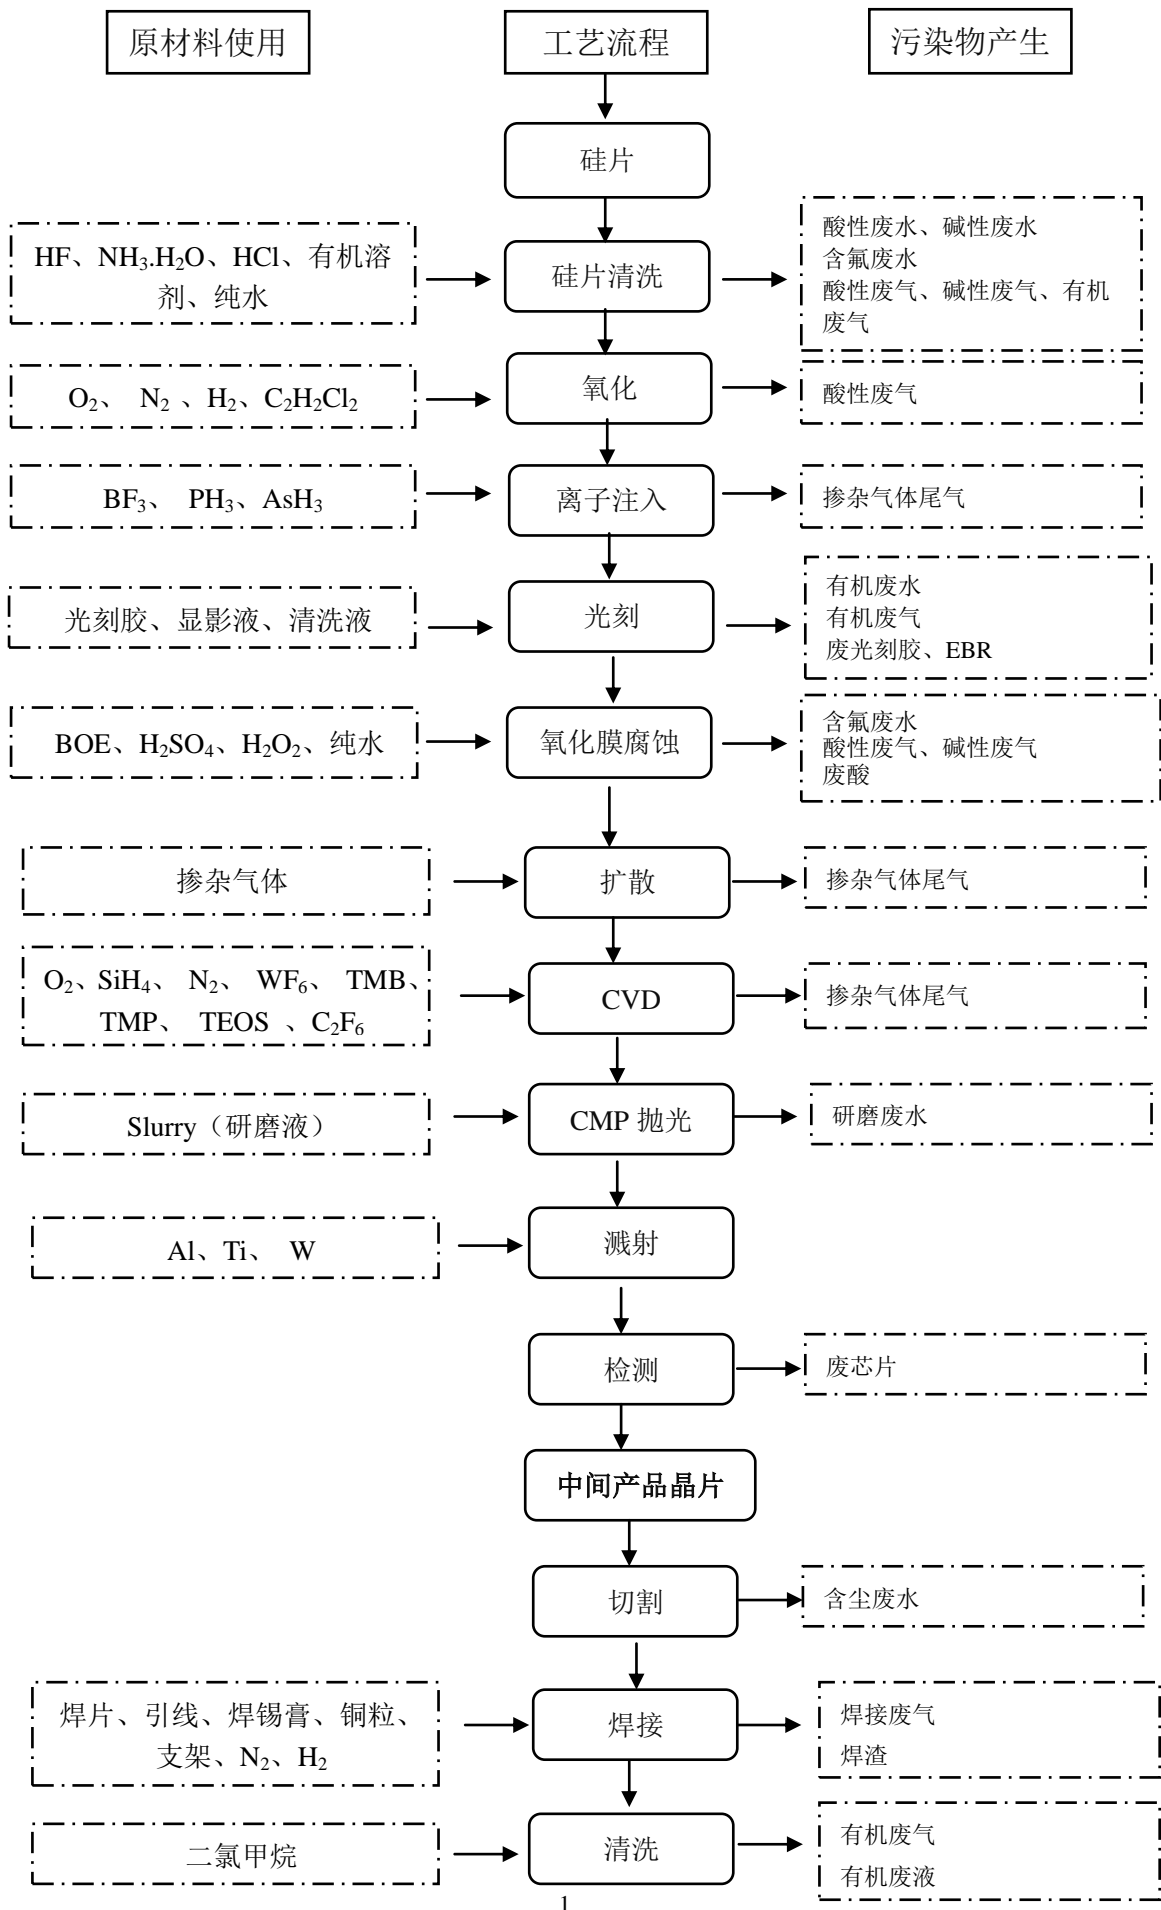 原材料使用
工艺流程
污染物产生
硅片
HF、NH₃.H₂O、HCl、有机溶
剂、纯水
硅片清洗
酸性废水、碱性废水
含氟废水
酸性废气、碱性废气、有机
废气
O₂、 N₂ 、H₂、C₂H₂Cl₂
氧化
酸性废气
BF₃、 PH₃、AsH₃
离子注入
掺杂气体尾气
光刻胶、显影液、清洗液
光刻
有机废水
有机废气
废光刻胶、EBR
BOE、H₂SO₄、H₂O₂、纯水
氧化膜腐蚀
含氟废水
酸性废气、碱性废气
废酸
掺杂气体
扩散
掺杂气体尾气
O₂、SiH₄、 N₂、 WF₆、 TMB、
TMP、 TEOS 、C₂F₆
CVD
掺杂气体尾气
Slurry（研磨液）
CMP 抛光
研磨废水
Al、Ti、 W
溅射
检测
废芯片
中间产品晶片
切割
含尘废水
焊片、引线、焊锡膏、铜粒、
支架、N₂、H₂
焊接
焊接废气
焊渣
二氯甲烷
清洗
有机废气
有机废液
1